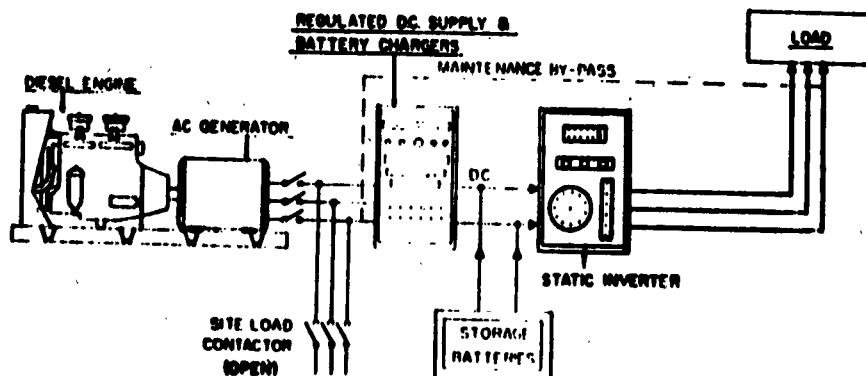 REGULATED DC SUPPLY &
BATTERY CHARGERS
LOAD
MAINTENANCE BY-PASS
DIESEL ENGINE
AC GENERATOR
DC
STATIC INVERTER
SITE LOAD
CONTACTOR
(OPEN)
STORAGE
BATTERIES